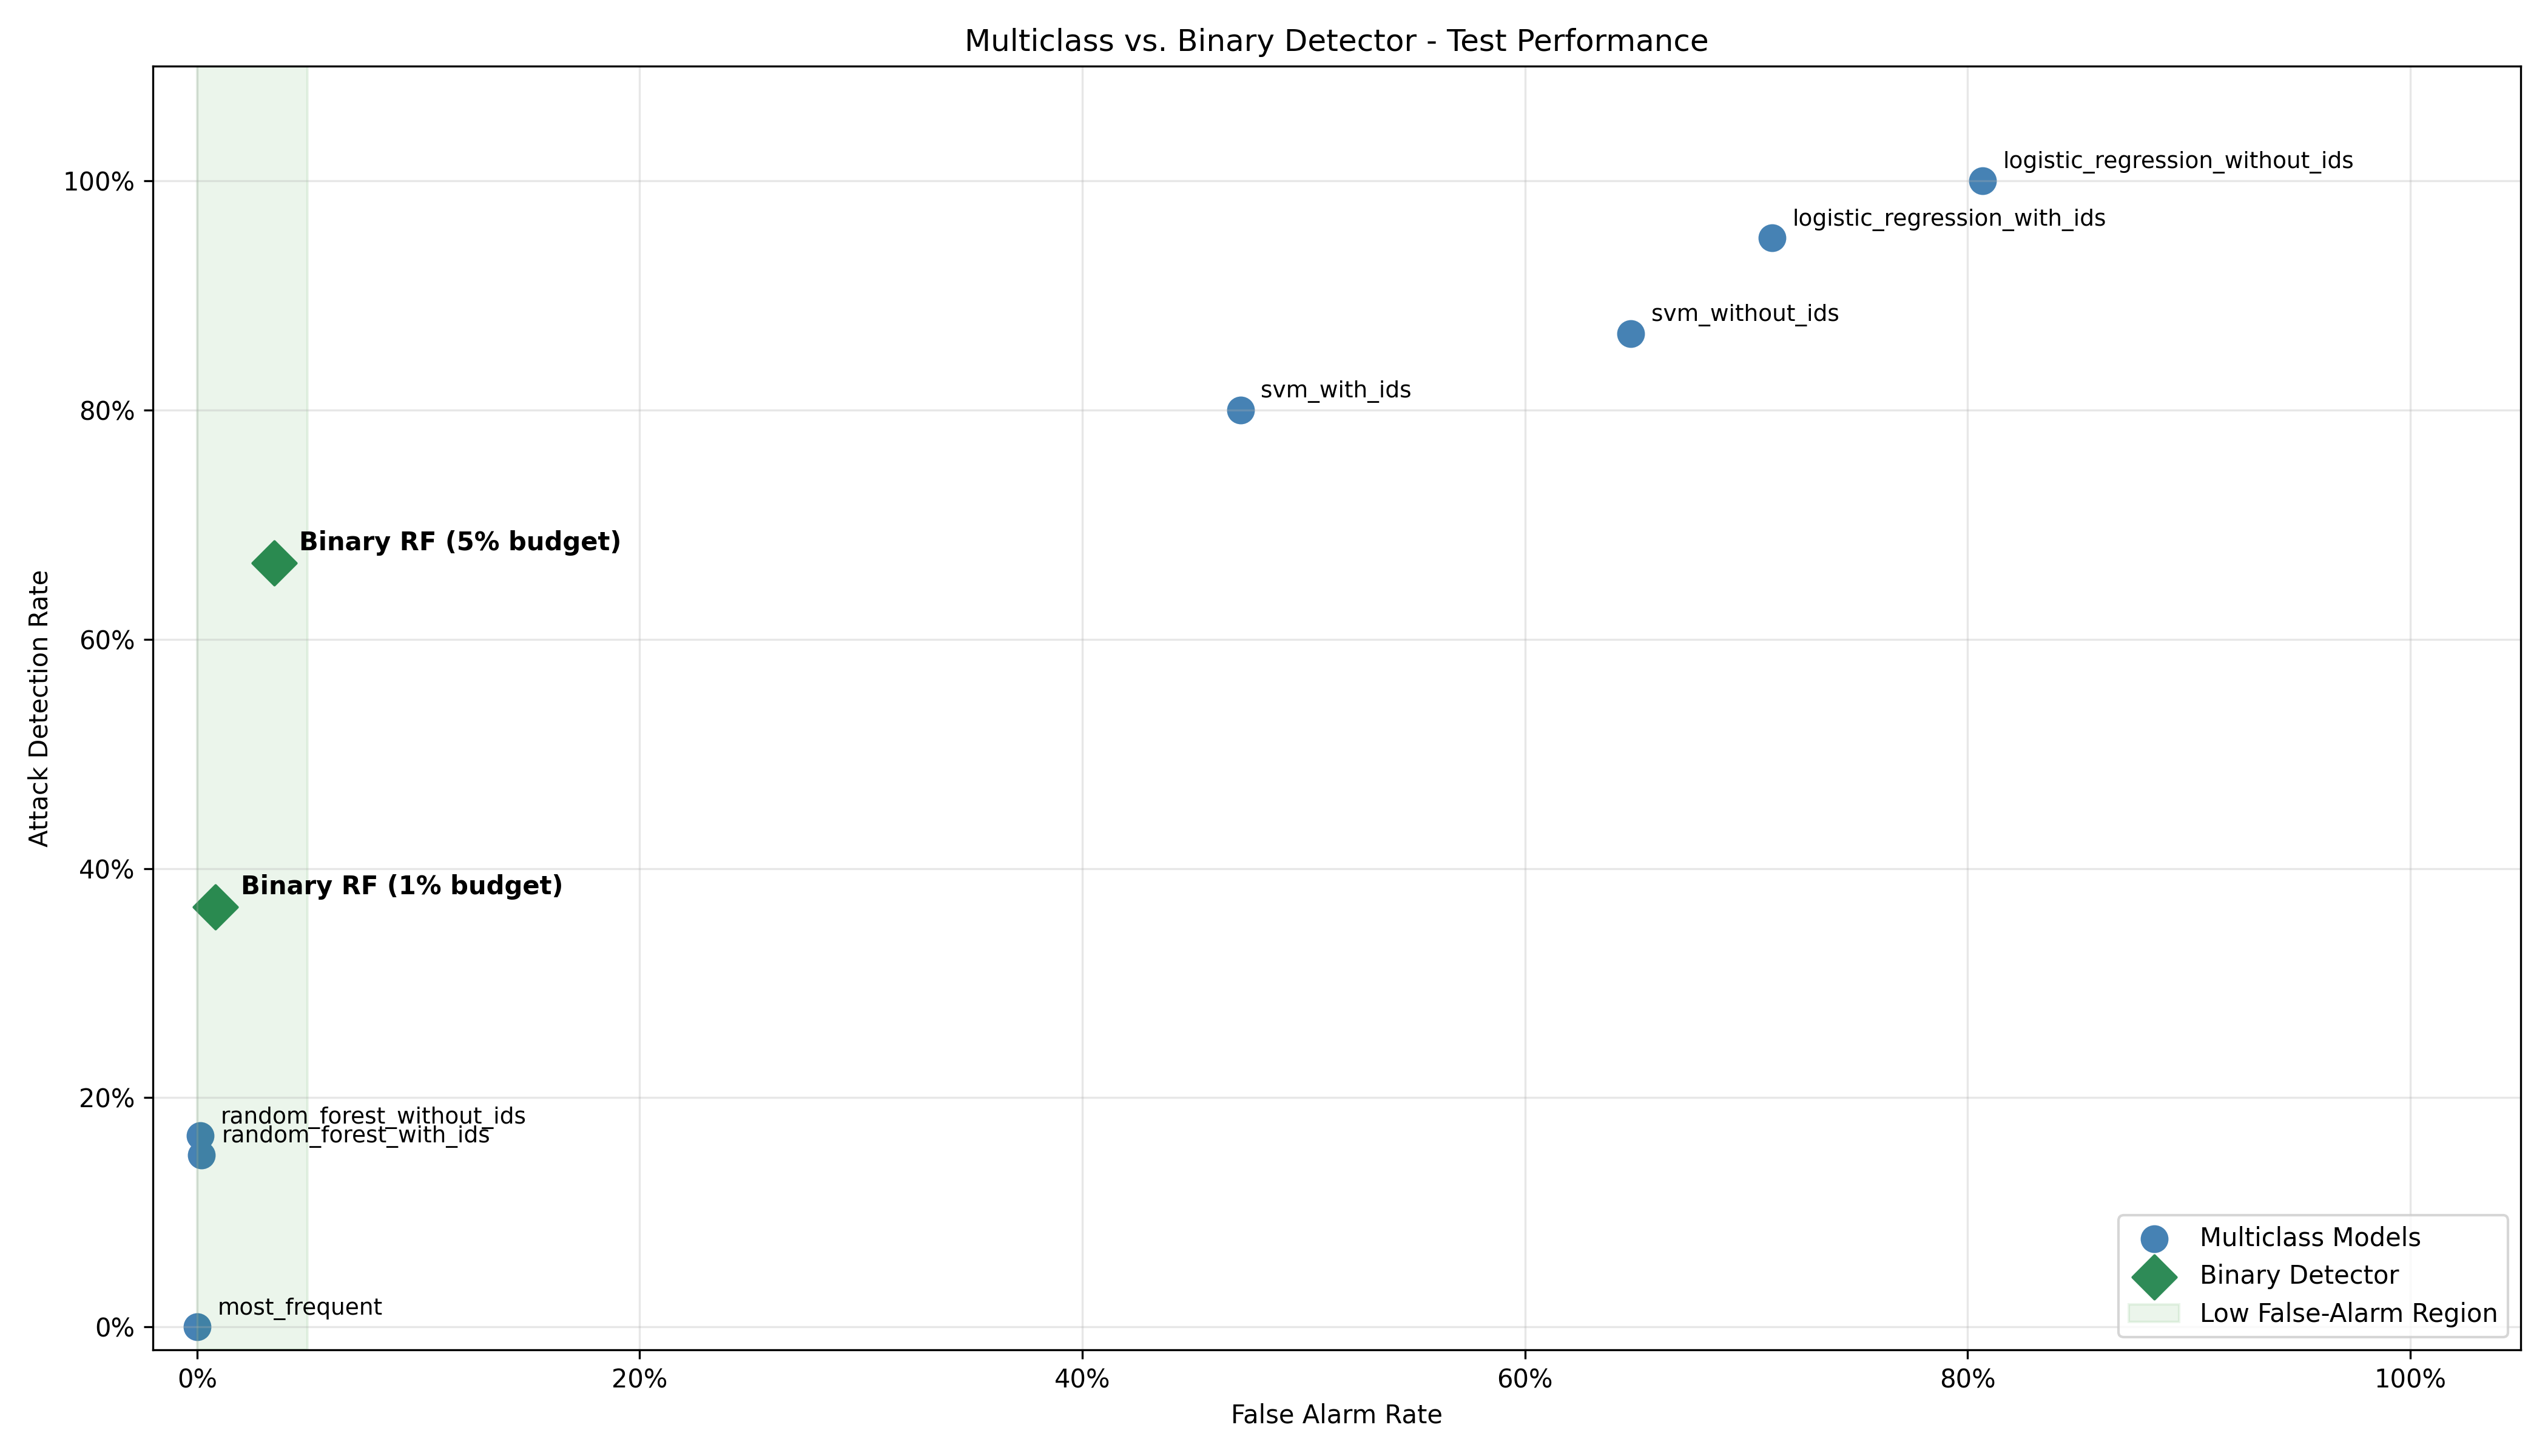 Multiclass vs. Binary Detector - Test Performance
100%
80%
60%
40%
20%
0%
Attack Detection Rate
logistic_regression_without_ids
logistic_regression_with_ids
svm_without_ids
svm_with_ids
Binary RF (5% budget)
Binary RF (1% budget)
random_forest_without_ids
random_forest_with_ids
most_frequent
Multiclass Models
Binary Detector
Low False-Alarm Region
0%
20%
40%
60%
80%
100%
False Alarm Rate